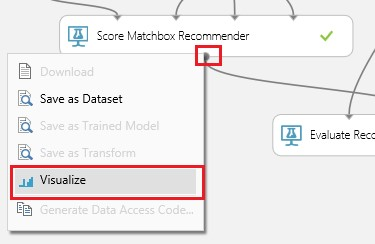 Score Matchbox Recommender
Download
Save as Dataset
Save as Trained Model
Save as Transform
Visualize
Generate Data Access Code...
Evaluate Reco